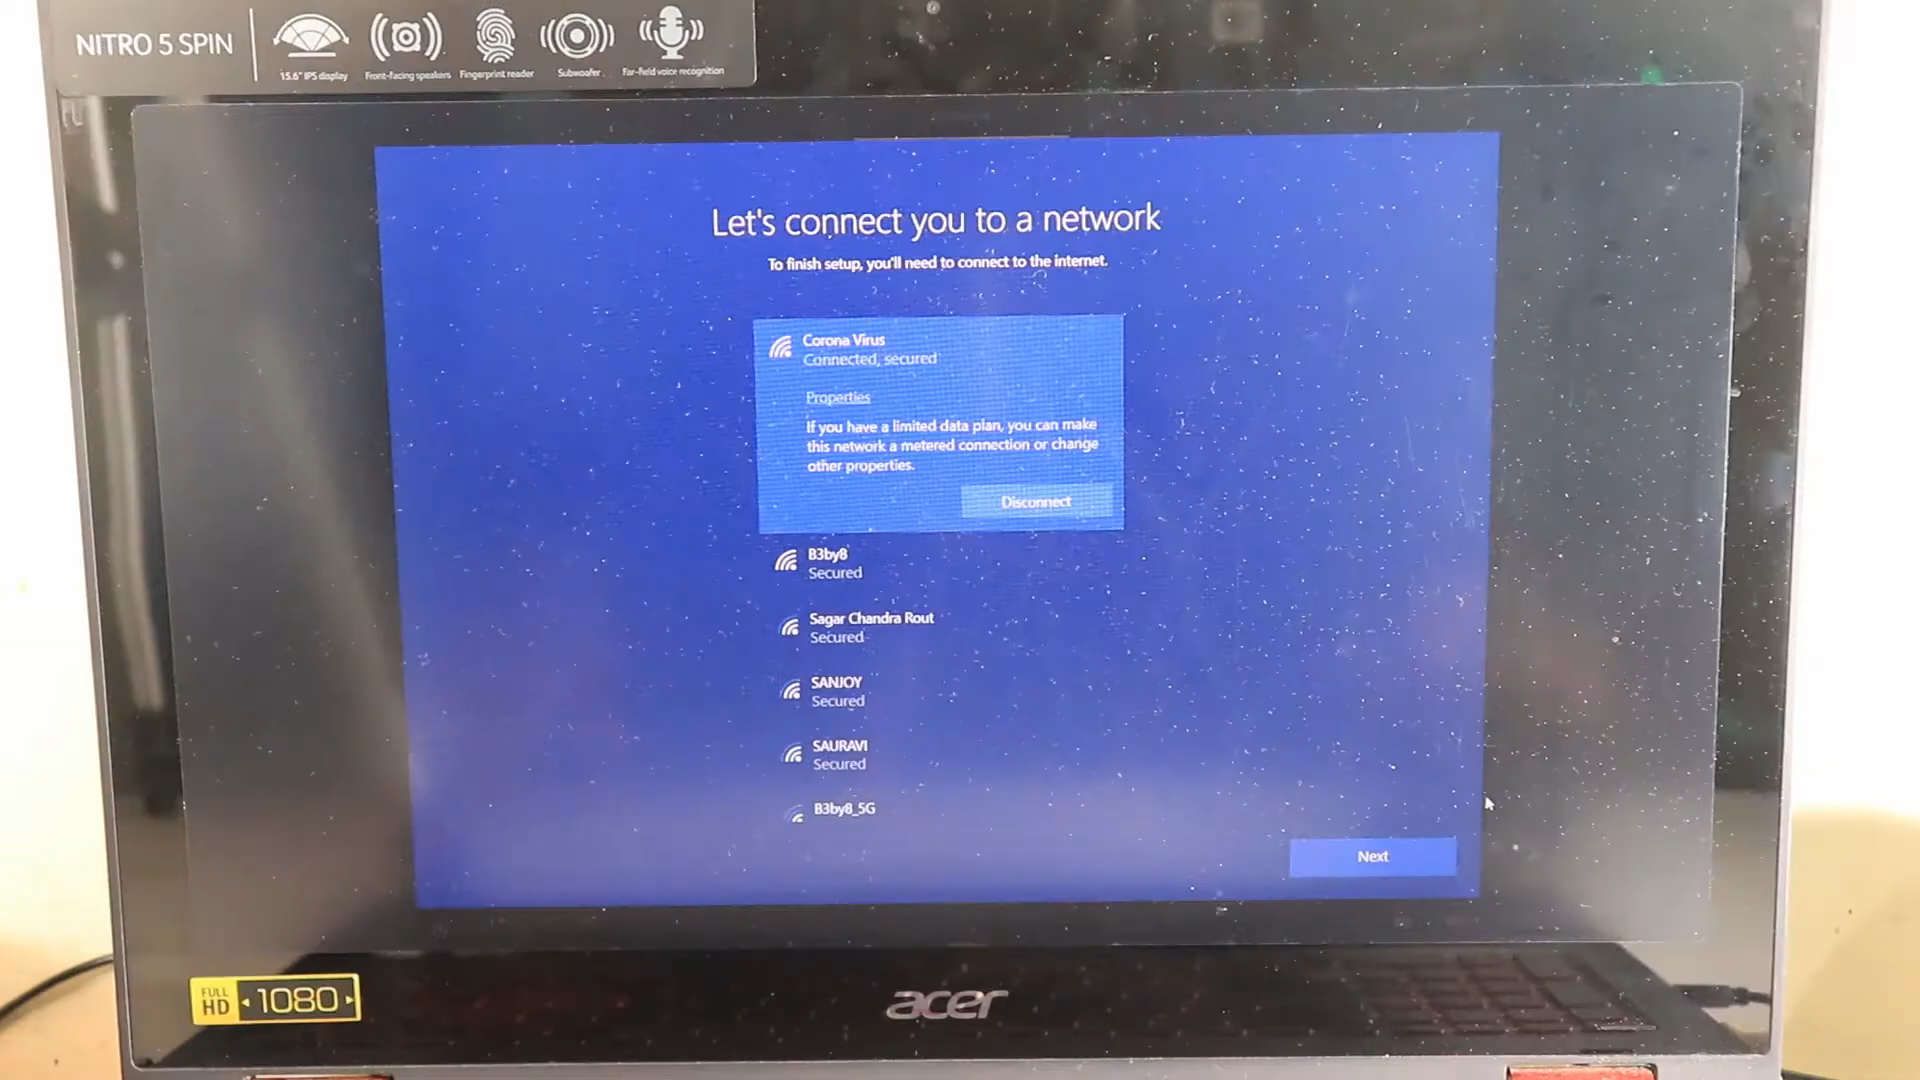 NITRO 5 SPIN
15.6" IPS display
Front-facing speakers
Fingerprint reader
Subwoofer
Far-field voice recognition
Let's connect you to a network
To finish setup, you'll need to connect to the internet.
Corona Virus
Connected, secured
Properties
If you have a limited data plan, you can make
this network a metered connection or change
other properties.
Disconnect
B3by8
Secured
Sagar Chandra Rout
Secured
SANJOY
Secured
SAURAVI
Secured
B3by8_5G
Next
FULL
HD
1080
acer